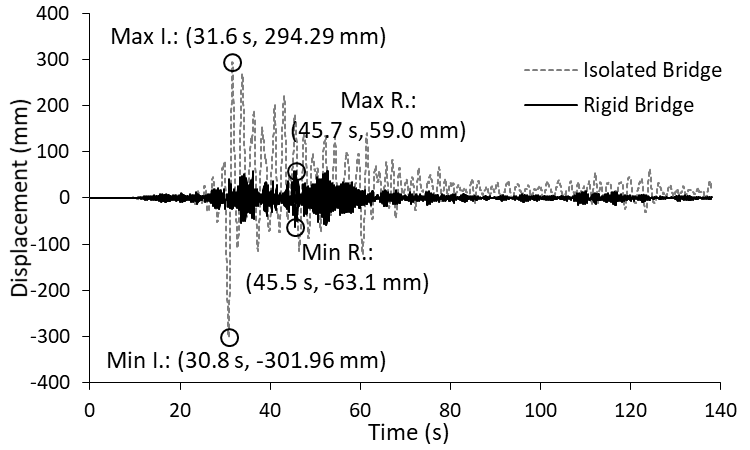 400
Max I.: (31.6 s, 294.29 mm)
300
Isolated Bridge
Max R.:
200
Rigid Bridge
(45.7 s, 59.0 mm)
100
0
Displacement (mm)
-100
Min R.:
(45.5 s, -63.1 mm)
-200
-300
Min I.: (30.8 s, -301.96 mm)
-400
0 20 40 60 80 100 120 140
Time (s)